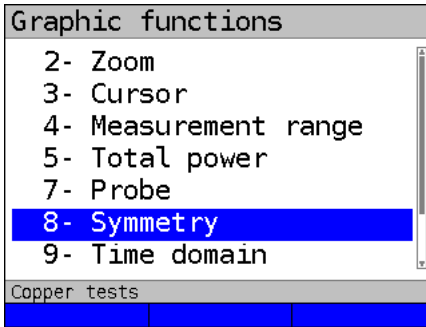 Graphic functions
2- Zoom
3- Cursor
4- Measurement range
5- Total power
7- Probe
8- Symmetry
9- Time domain
Copper tests